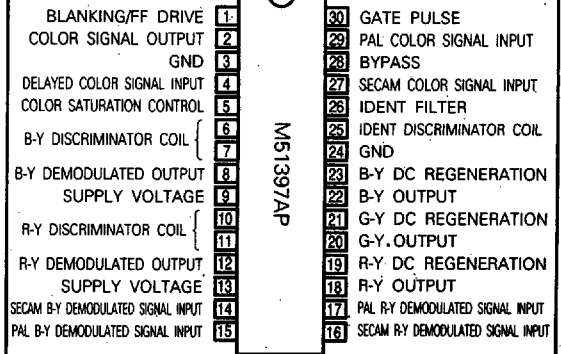 BLANKING/FF DRIVE 1
COLOR SIGNAL OUTPUT 2
GND 3
DELAYED COLOR SIGNAL INPUT 4
COLOR SATURATION CONTROL 5
B-Y DISCRIMINATOR COIL { 6
7
B-Y DEMODULATED OUTPUT 8
SUPPLY VOLTAGE 9
R-Y DISCRIMINATOR COIL { 10
11
R-Y DEMODULATED OUTPUT 12
SUPPLY VOLTAGE 13
SECAM B-Y DEMODULATED SIGNAL INPUT 14
PAL B-Y DEMODULATED SIGNAL INPUT 15
M51397AP
30 GATE PULSE
29 PAL COLOR SIGNAL INPUT
28 BYPASS
27 SECAM COLOR SIGNAL INPUT
26 IDENT FILTER
25 IDENT DISCRIMINATOR COIL
24 GND
23 B-Y DC REGENERATION
22 B-Y OUTPUT
21 G-Y DC REGENERATION
20 G-Y OUTPUT
19 R-Y DC REGENERATION
18 R-Y OUTPUT
17 PAL R-Y DEMODULATED SIGNAL INPUT
16 SECAM R-Y DEMODULATED SIGNAL INPUT